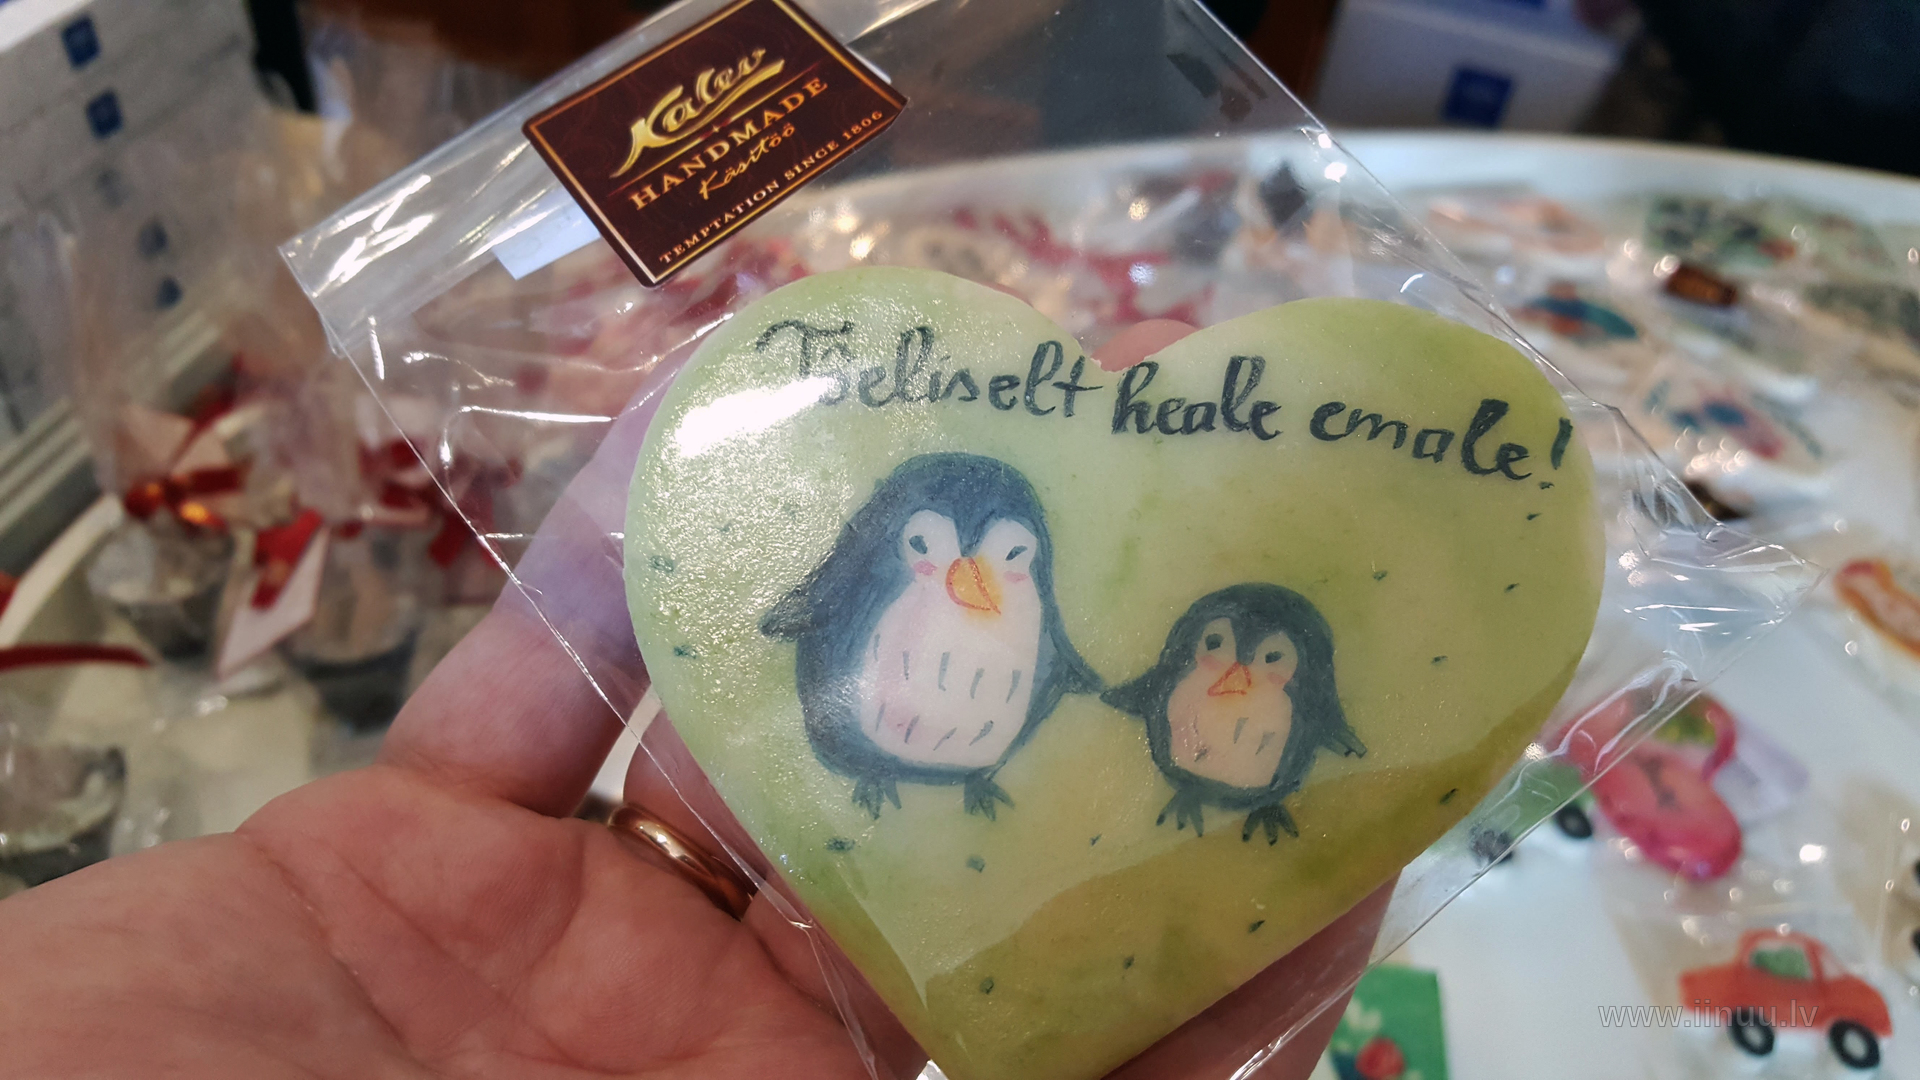 Kalev
HANDMADE
Käsitöö
TEMPTATION SINCE 1806
Tõeliselt heale emale!
www.iinuu.lv